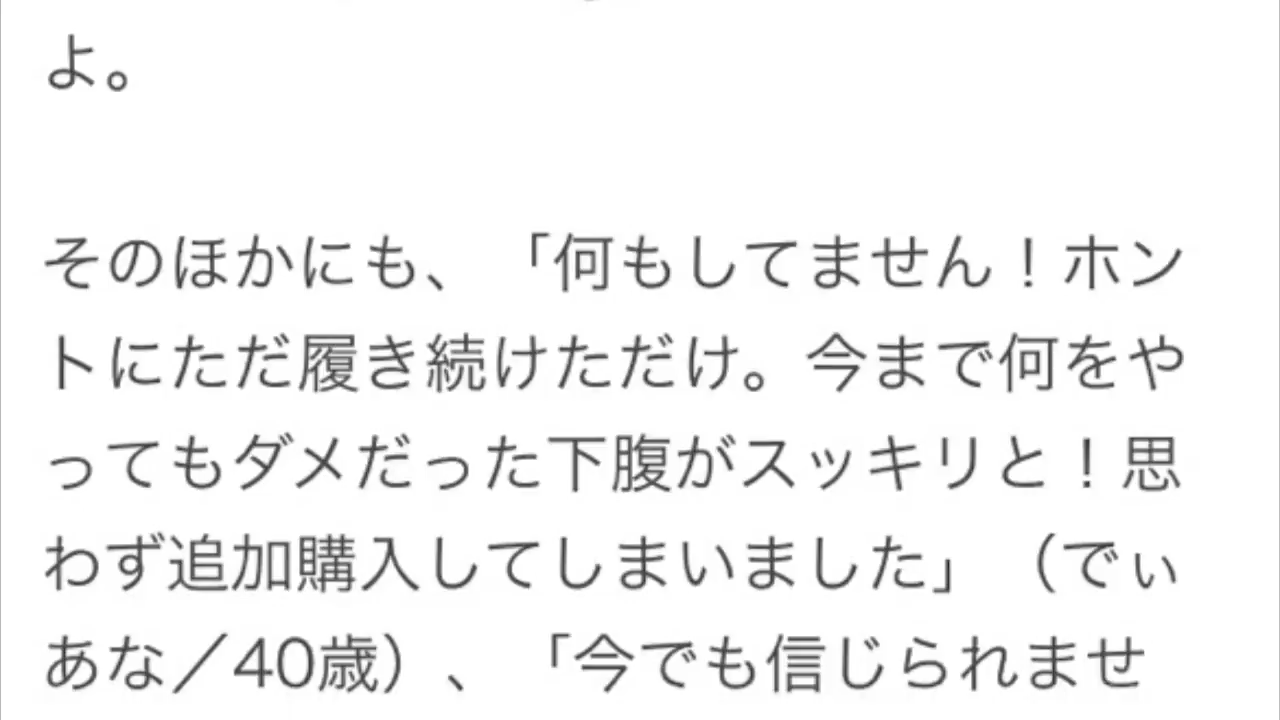 よ。
そのほかにも、「何もしてません！ホン
トにただ履き続けただけ。今まで何をや
ってもダメだった下腹がスッキリと！思
わず追加購入してしまいました」（でぃ
あな／40歳）、「今でも信じられませ